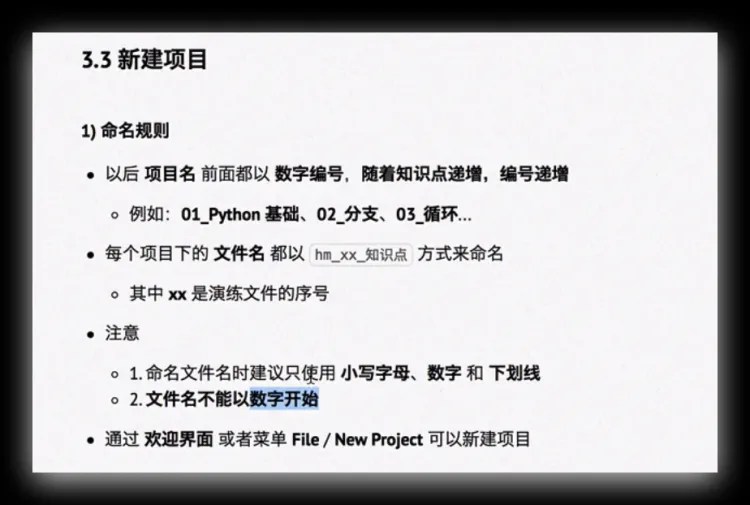 3.3 新建项目
1) 命名规则
• 以后 项目名 前面都以 数字编号，随着知识点递增，编号递增
◦ 例如：01_Python 基础、02_分支、03_循环...
• 每个项目下的 文件名 都以 hm_xx_知识点 方式来命名
◦ 其中 xx 是演练文件的序号
• 注意
◦ 1. 命名文件名时建议只使用 小写字母、数字 和 下划线
◦ 2. 文件名不能以数字开始
• 通过 欢迎界面 或者菜单 File / New Project 可以新建项目